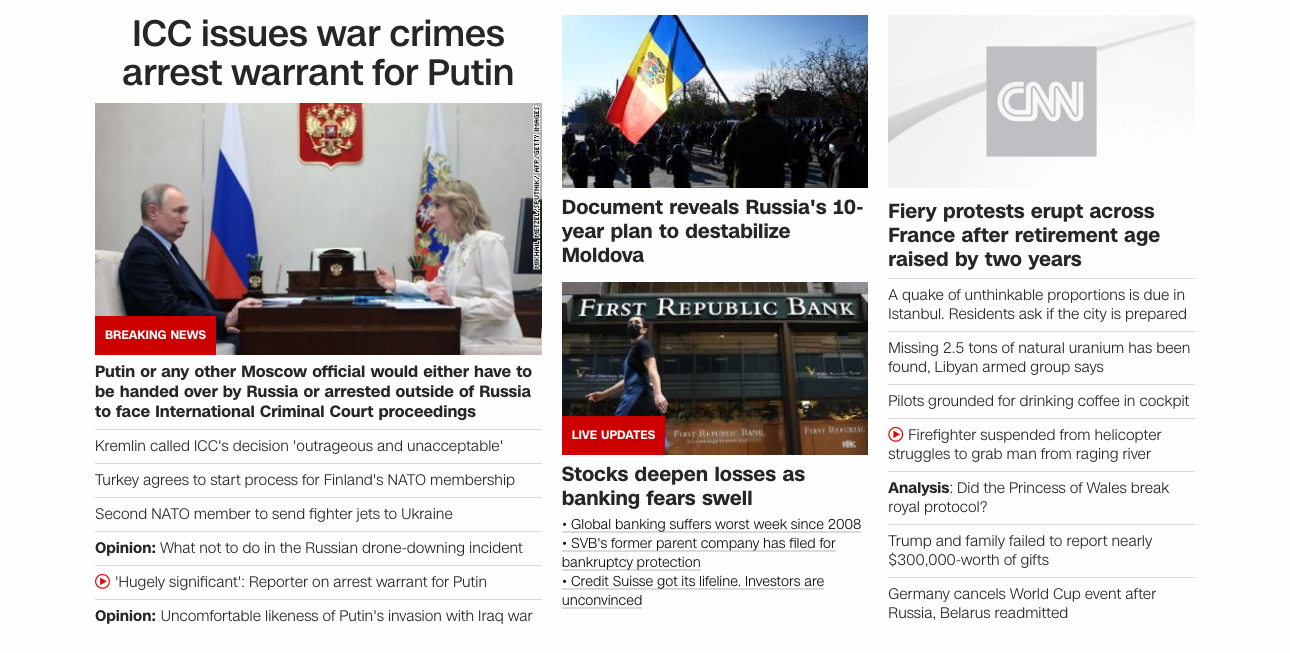 ICC issues war crimes
arrest warrant for Putin
MIKHAIL METZEL/SPUTNIK/AFP/GETTY IMAGES
BREAKING NEWS
Putin or any other Moscow official would either have to
be handed over by Russia or arrested outside of Russia
to face International Criminal Court proceedings
Kremlin called ICC's decision 'outrageous and unacceptable'
Turkey agrees to start process for Finland's NATO membership
Second NATO member to send fighter jets to Ukraine
Opinion: What not to do in the Russian drone-downing incident
'Hugely significant': Reporter on arrest warrant for Putin
Opinion: Uncomfortable likeness of Putin's invasion with Iraq war
Document reveals Russia's 10-
year plan to destabilize
Moldova
FIRST REPUBLIC BANK
First Republic Bank
First Republic
FDIC
LIVE UPDATES
Stocks deepen losses as
banking fears swell
• Global banking suffers worst week since 2008
• SVB's former parent company has filed for
bankruptcy protection
• Credit Suisse got its lifeline. Investors are
unconvinced
CNN
Fiery protests erupt across
France after retirement age
raised by two years
A quake of unthinkable proportions is due in
Istanbul. Residents ask if the city is prepared
Missing 2.5 tons of natural uranium has been
found, Libyan armed group says
Pilots grounded for drinking coffee in cockpit
Firefighter suspended from helicopter
struggles to grab man from raging river
Analysis: Did the Princess of Wales break
royal protocol?
Trump and family failed to report nearly
$300,000-worth of gifts
Germany cancels World Cup event after
Russia, Belarus readmitted